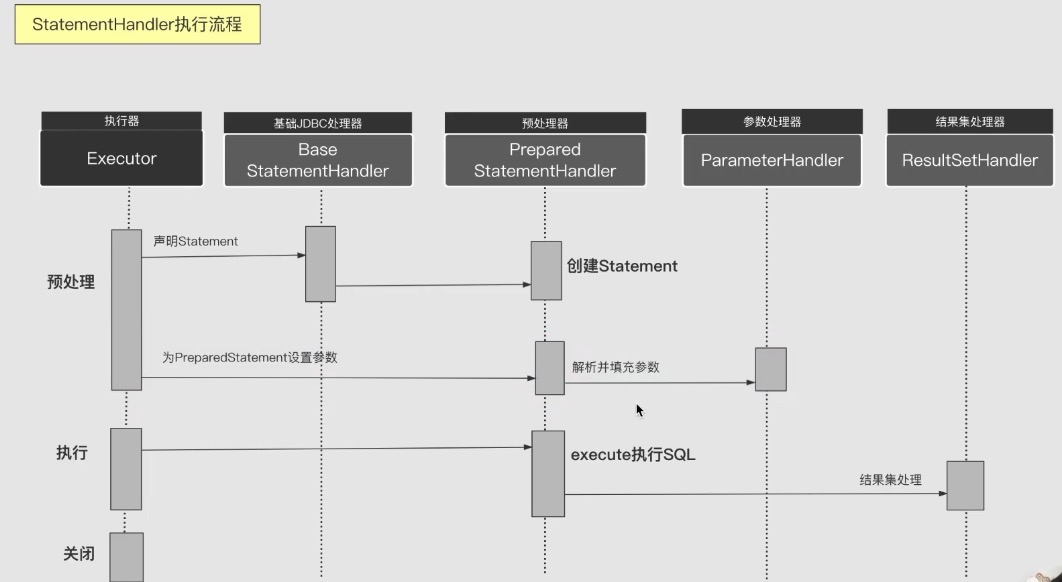 StatementHandler执行流程
执行器
基础JDBC处理器
预处理器
参数处理器
结果集处理器
Executor
Base
StatementHandler
Prepared
StatementHandler
ParameterHandler
ResultSetHandler
声明Statement
预处理
创建Statement
为PreparedStatement设置参数
解析并填充参数
执行
execute执行SQL
结果集处理
关闭